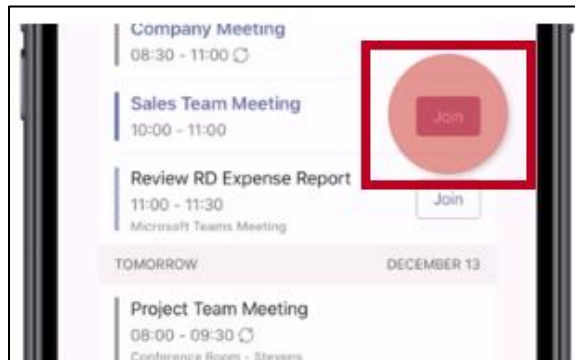 Company Meeting
08:30 - 11:00
Sales Team Meeting
10:00 - 11:00
Join
Review RD Expense Report
11:00 - 11:30
Join
Microsoft Teams Meeting
TOMORROW DECEMBER 13
Project Team Meeting
08:00 - 09:30
Conference Room - Stevens